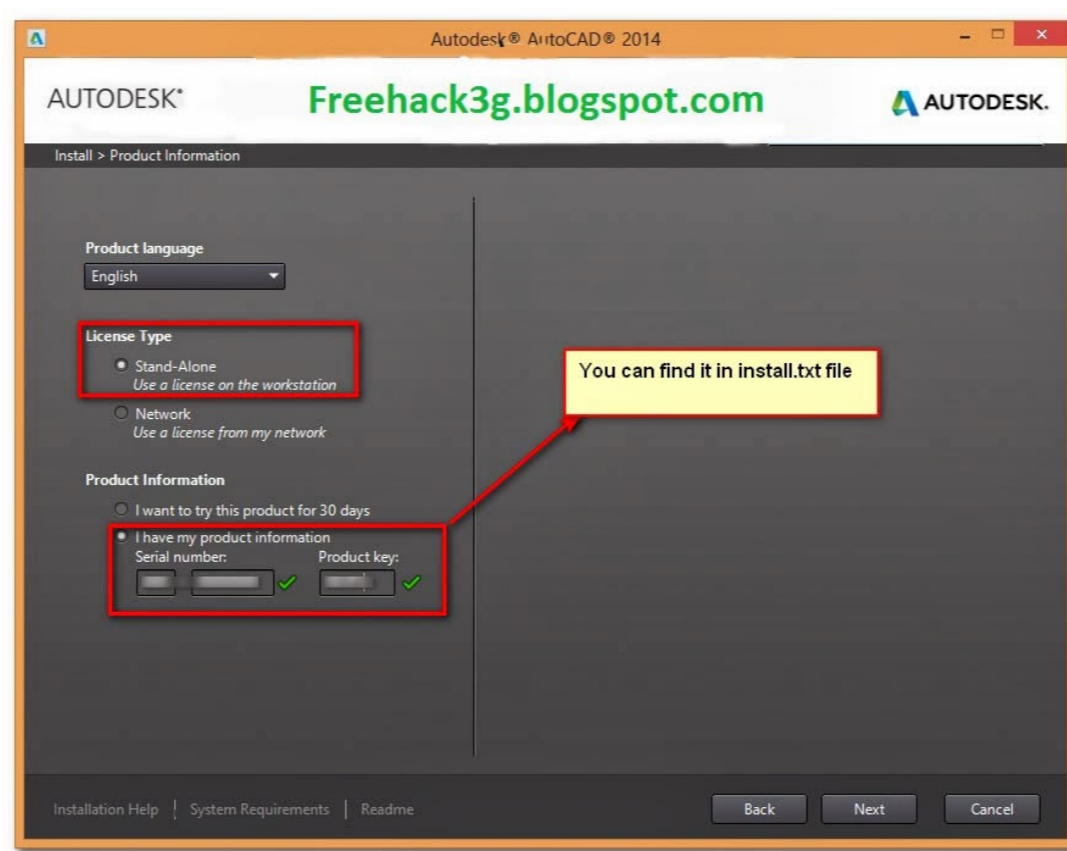 Autodesk® AutoCAD® 2014
AUTODESK®
Freehack3g.blogspot.com
AUTODESK.
Install > Product Information
Product language
English
License Type
Stand-Alone
Use a license on the workstation
Network
Use a license from my network
You can find it in install.txt file
Product Information
I want to try this product for 30 days
I have my product information
Serial number: Product key:
Installation Help | System Requirements | Readme
Back Next Cancel